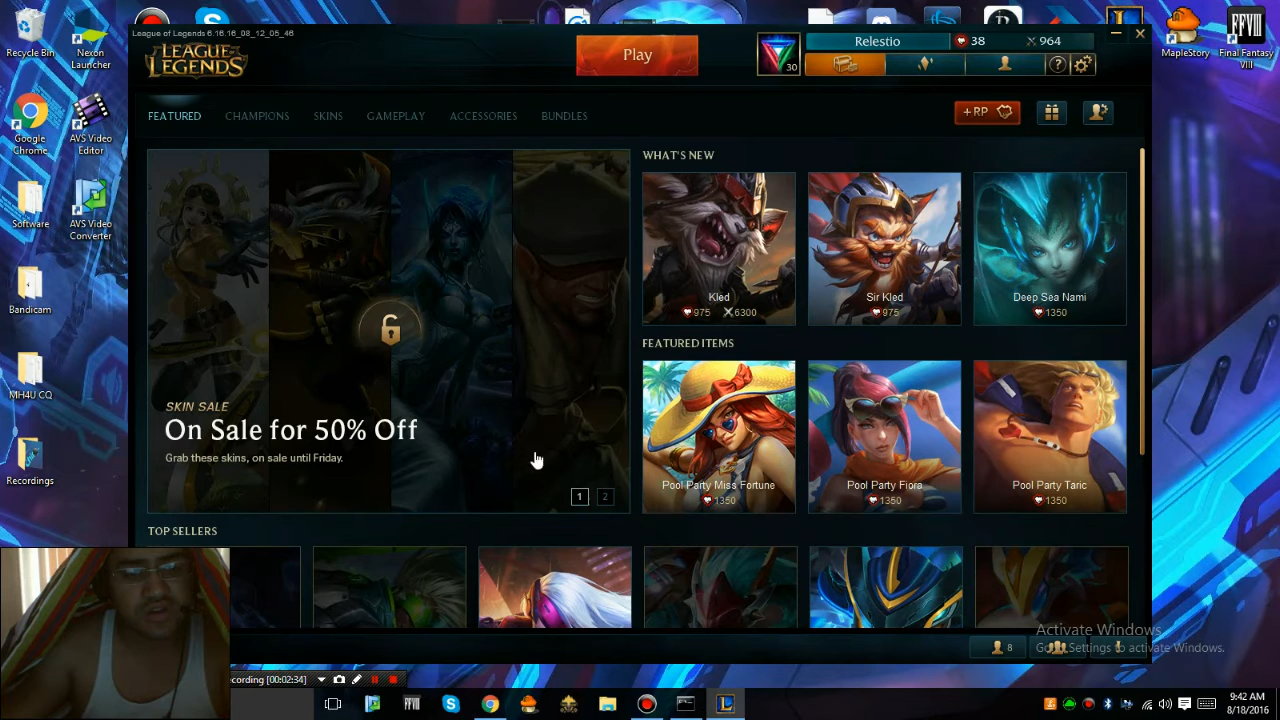 League of Legends 6.16.16_08_12_05_46
LEAGUE OF LEGENDS
Play
30
Relestio
38
964
?
FEATURED
CHAMPIONS
SKINS
GAMEPLAY
ACCESSORIES
BUNDLES
+ RP
SKIN SALE
On Sale for 50% Off
Grab these skins, on sale until Friday.
1
2
WHAT'S NEW
Kled
975 6300
Sir Kled
975
Deep Sea Nami
1350
FEATURED ITEMS
Pool Party Miss Fortune
1350
Pool Party Fiora
1350
Pool Party Taric
1350
TOP SELLERS
8
Activate Windows
Go to Settings to activate Windows.
Recycle Bin
Nexon Launcher
Google Chrome
AVS Video Editor
Software
AVS Video Converter
Bandicam
MH4U CQ
Recordings
MapleStory
FFVIII
Final Fantasy VIII
ecording [00:02:34]
FFVIII
9:42 AM
8/18/2016